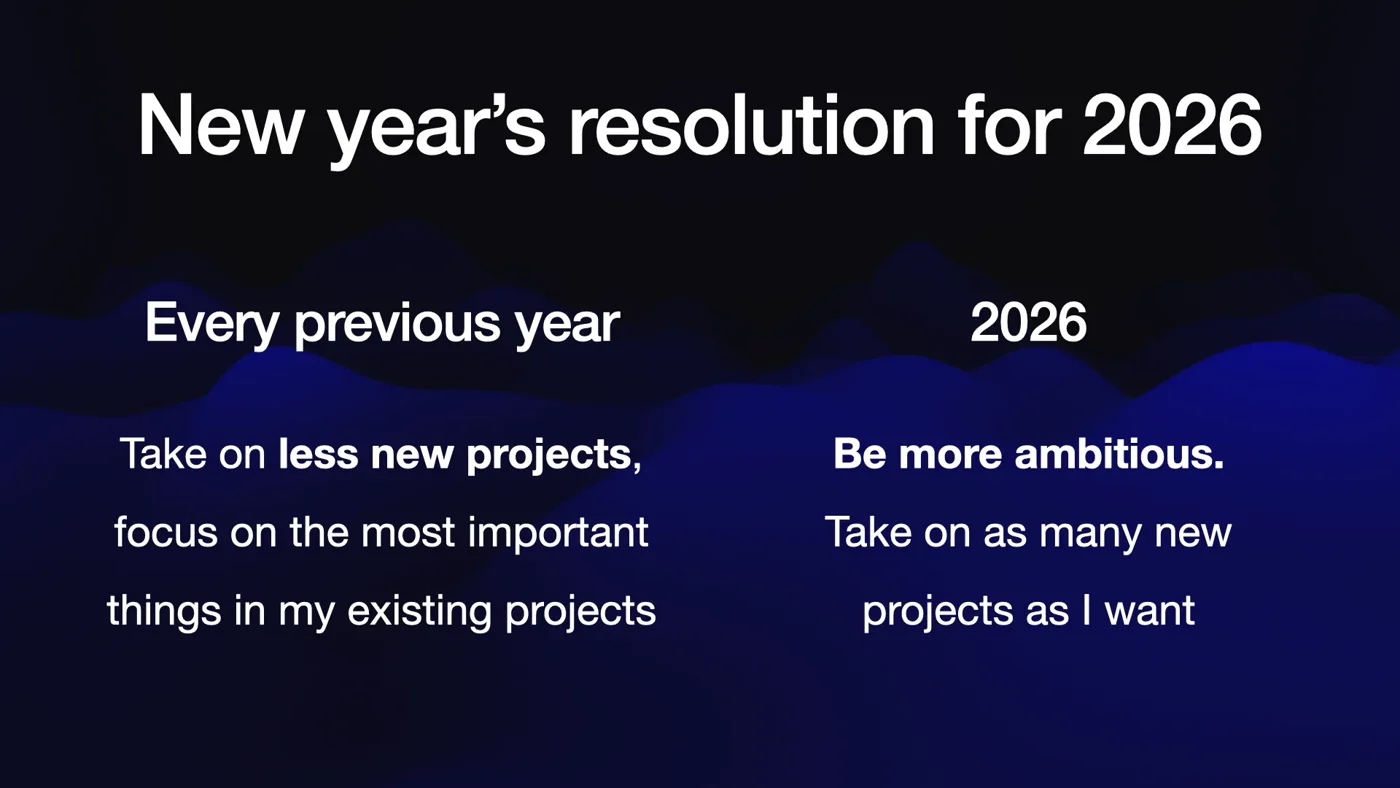 New year’s resolution for 2026
Every previous year
Take on less new projects,
focus on the most important
things in my existing projects
2026
Be more ambitious.
Take on as many new
projects as I want